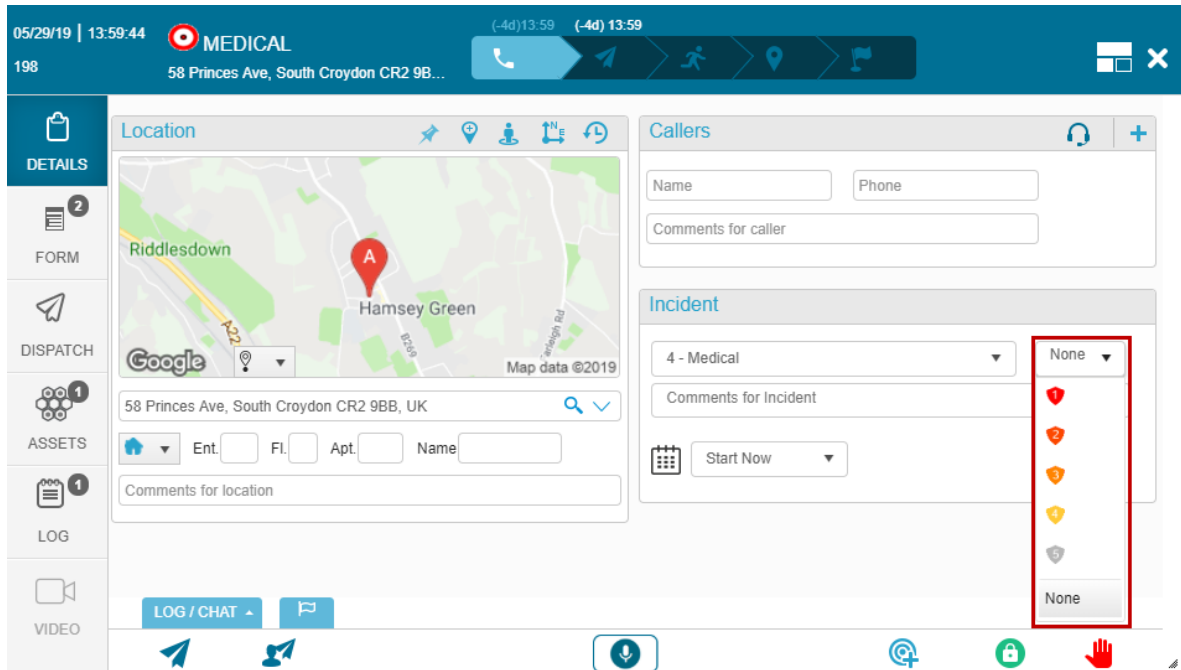 05/29/19 | 13:59:44
198
MEDICAL
58 Princes Ave, South Croydon CR2 9B...
(-4d)13:59 (-4d) 13:59
DETAILS
2
FORM
DISPATCH
1
ASSETS
1
LOG
VIDEO
Location
Riddlesdown
A
Hamsey Green
A22
B269
Farleigh Rd
Google
Map data ©2019
58 Princes Ave, South Croydon CR2 9BB, UK
Ent. Fl. Apt. Name
Comments for location
Callers
Name Phone
Comments for caller
Incident
4 - Medical
None
Comments for Incident
Start Now
1
2
3
4
5
None
LOG / CHAT